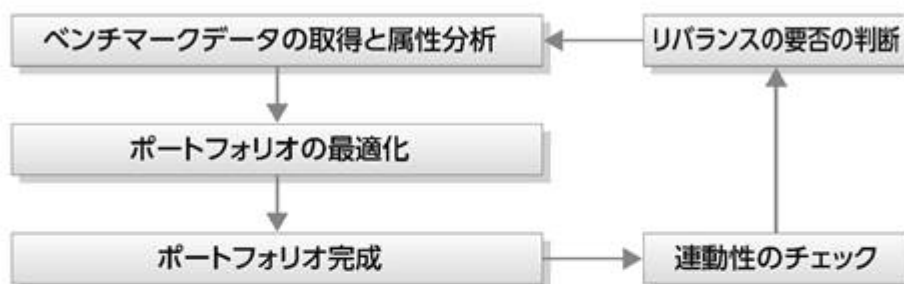 ベンチマークデータの取得と属性分析
リバランスの要否の判断
ポートフォリオの最適化
ポートフォリオ完成
連動性のチェック